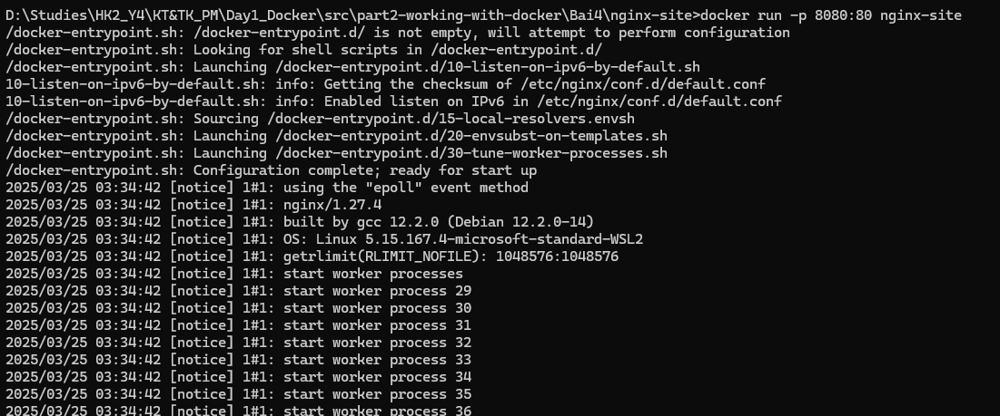 D:\Studies\HK2_Y4\KT&TK_PM\Day1_Docker\src\part2-working-with-docker\Bai4\nginx-site>docker run -p 8080:80 nginx-site
/docker-entrypoint.sh: /docker-entrypoint.d/ is not empty, will attempt to perform configuration
/docker-entrypoint.sh: Looking for shell scripts in /docker-entrypoint.d/
/docker-entrypoint.sh: Launching /docker-entrypoint.d/10-listen-on-ipv6-by-default.sh
10-listen-on-ipv6-by-default.sh: info: Getting the checksum of /etc/nginx/conf.d/default.conf
10-listen-on-ipv6-by-default.sh: info: Enabled listen on IPv6 in /etc/nginx/conf.d/default.conf
/docker-entrypoint.sh: Sourcing /docker-entrypoint.d/15-local-resolvers.envsh
/docker-entrypoint.sh: Launching /docker-entrypoint.d/20-envsubst-on-templates.sh
/docker-entrypoint.sh: Launching /docker-entrypoint.d/30-tune-worker-processes.sh
/docker-entrypoint.sh: Configuration complete; ready for start up
2025/03/25 03:34:42 [notice] 1#1: using the "epoll" event method
2025/03/25 03:34:42 [notice] 1#1: nginx/1.27.4
2025/03/25 03:34:42 [notice] 1#1: built by gcc 12.2.0 (Debian 12.2.0-14)
2025/03/25 03:34:42 [notice] 1#1: OS: Linux 5.15.167.4-microsoft-standard-WSL2
2025/03/25 03:34:42 [notice] 1#1: getrlimit(RLIMIT_NOFILE): 1048576:1048576
2025/03/25 03:34:42 [notice] 1#1: start worker processes
2025/03/25 03:34:42 [notice] 1#1: start worker process 29
2025/03/25 03:34:42 [notice] 1#1: start worker process 30
2025/03/25 03:34:42 [notice] 1#1: start worker process 31
2025/03/25 03:34:42 [notice] 1#1: start worker process 32
2025/03/25 03:34:42 [notice] 1#1: start worker process 33
2025/03/25 03:34:42 [notice] 1#1: start worker process 34
2025/03/25 03:34:42 [notice] 1#1: start worker process 35
2025/03/25 03:34:42 [notice] 1#1: start worker process 36